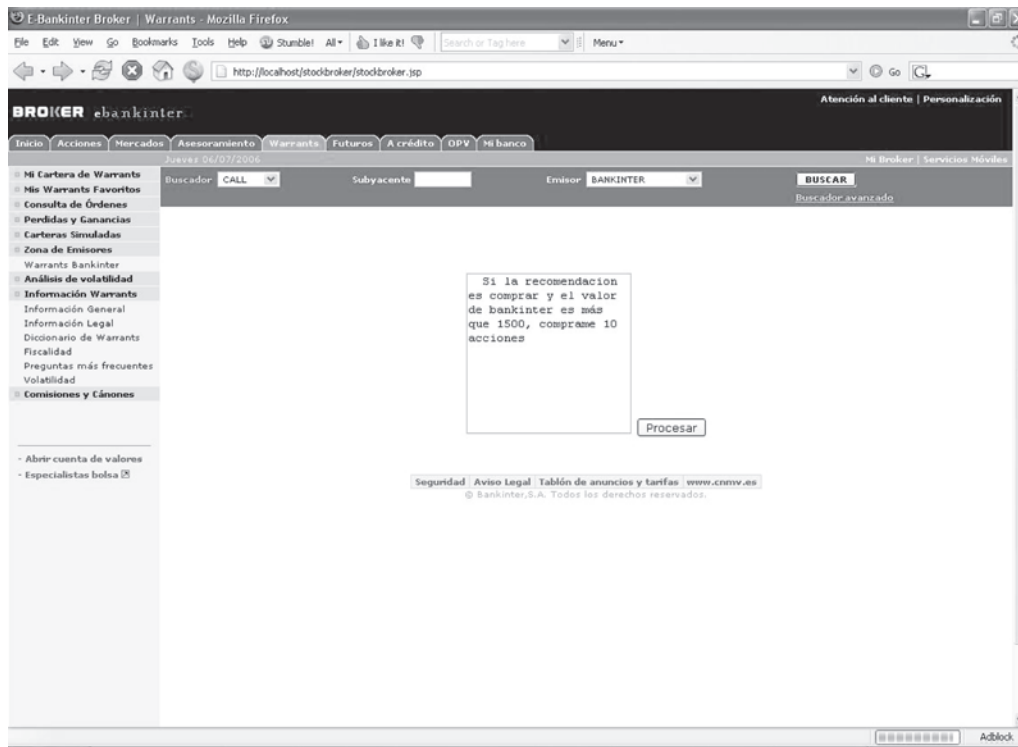 E-Bankinter Broker | Warrants - Mozilla Firefox
File Edit View Go Bookmarks Tools Help Stumble! All I like it! Search or Tag here Menu
http://localhost/stockbroker/stockbroker.jsp Go
Atención al cliente | Personalización
BROKER ebankinter
Inicio Acciones Mercados Asesoramiento Warrants Futuros A crédito OPV Mi banco
Jueves 06/07/2006 Mi Broker | Servicios Móviles
Buscador CALL Subyacente Emisor BANKINTER BUSCAR
Buscador avanzado
Mi Cartera de Warrants
Mis Warrants Favoritos
Consulta de Órdenes
Perdidas y Ganancias
Carteras Simuladas
Zona de Emisores
Warrants Bankinter
Análisis de volatilidad
Información Warrants
Información General
Información Legal
Diccionario de Warrants
Fiscalidad
Preguntas más frecuentes
Volatilidad
Comisiones y Cánones
- Abrir cuenta de valores
- Especialistas bolsa
Si la recomendacion
es comprar y el valor
de bankinter es más
que 1500, comprame 10
acciones
Procesar
Seguridad Aviso Legal Tablón de anuncios y tarifas www.cnmv.es
© Bankinter,S.A. Todos los derechos reservados.
Adblock